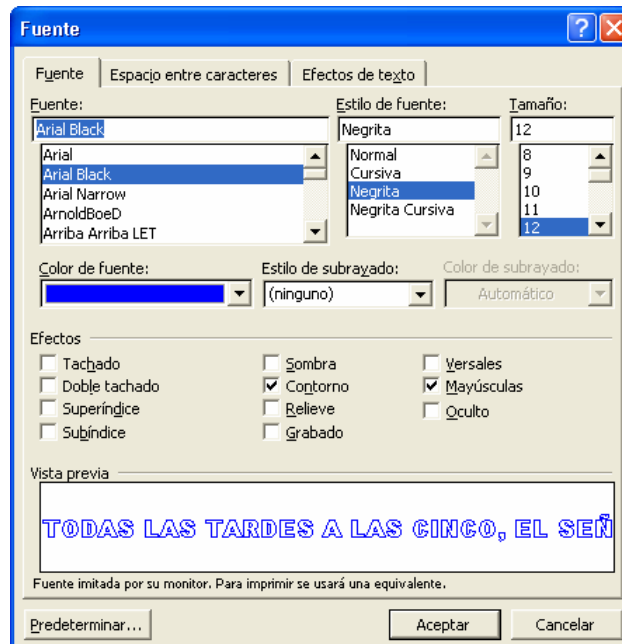 Fuente
Fuente Espacio entre caracteres Efectos de texto
Fuente: Estilo de fuente: Tamaño:
Arial Black Negrita 12
Arial Normal 8
Arial Black Cursiva 9
Arial Narrow Negrita 10
ArnoldBoeD Negrita Cursiva 11
Arriba Arriba LET 12
Color de fuente: Estilo de subrayado: Color de subrayado:
(ninguno) Automático
Efectos
Tachado Sombra Versales
Doble tachado Contorno Mayúsculas
Superíndice Relieve Oculto
Subíndice Grabado
Vista previa
TODAS LAS TARDES A LAS CINCO, EL SEÑ
Fuente imitada por su monitor. Para imprimir se usará una equivalente.
Predeterminar... Aceptar Cancelar